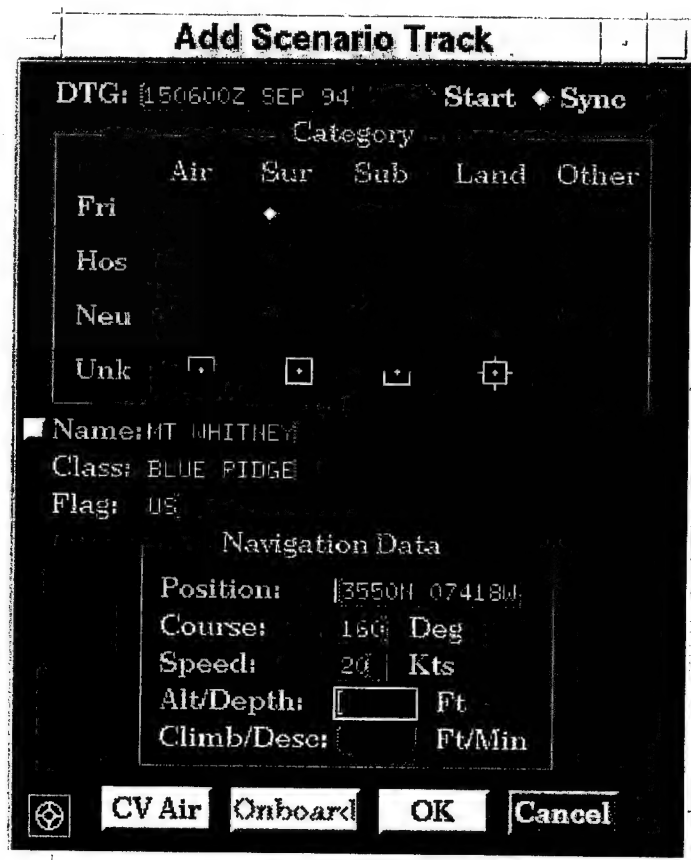 Add Scenario Track
DTG: 150600Z SEP 94 Start Sync
Category
Air Sur Sub Land Other
Fri
Hos
Neu
Unk
Name: MT WHITNEY
Class: BLUE RIDGE
Flag: US
Navigation Data
Position: 3550N 07418W
Course: 160 Deg
Speed: 20 Kts
Alt/Depth: Ft
Climb/Desc: Ft/Min
CV Air Onboard OK Cancel